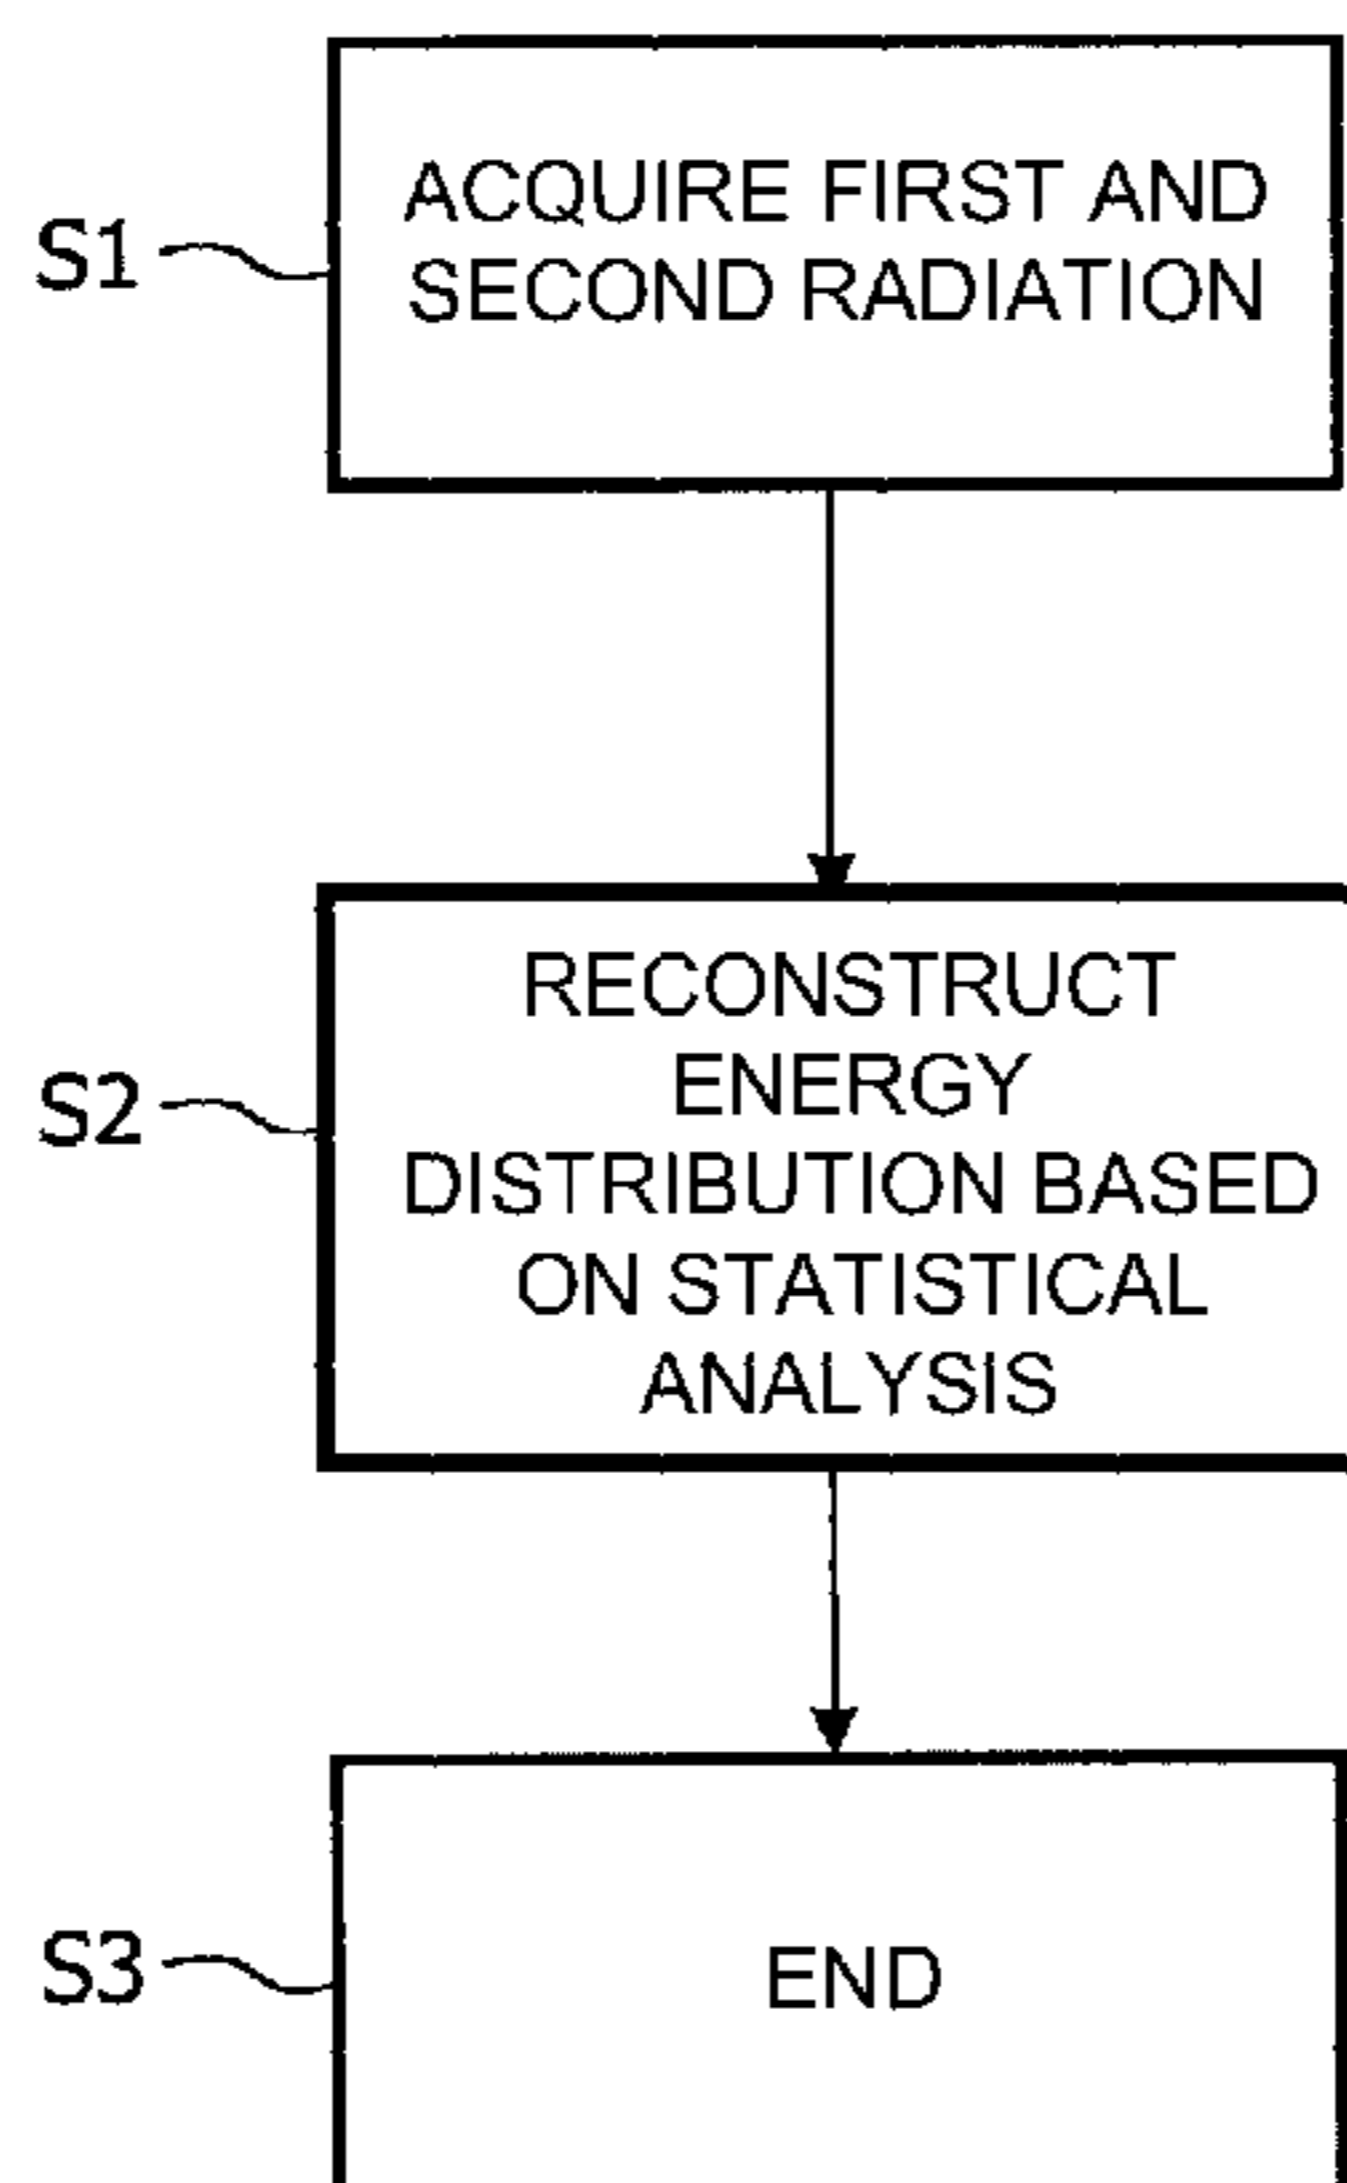 S1
ACQUIRE FIRST AND
SECOND RADIATION
S2
RECONSTRUCT
ENERGY
DISTRIBUTION BASED
ON STATISTICAL
ANALYSIS
S3
END